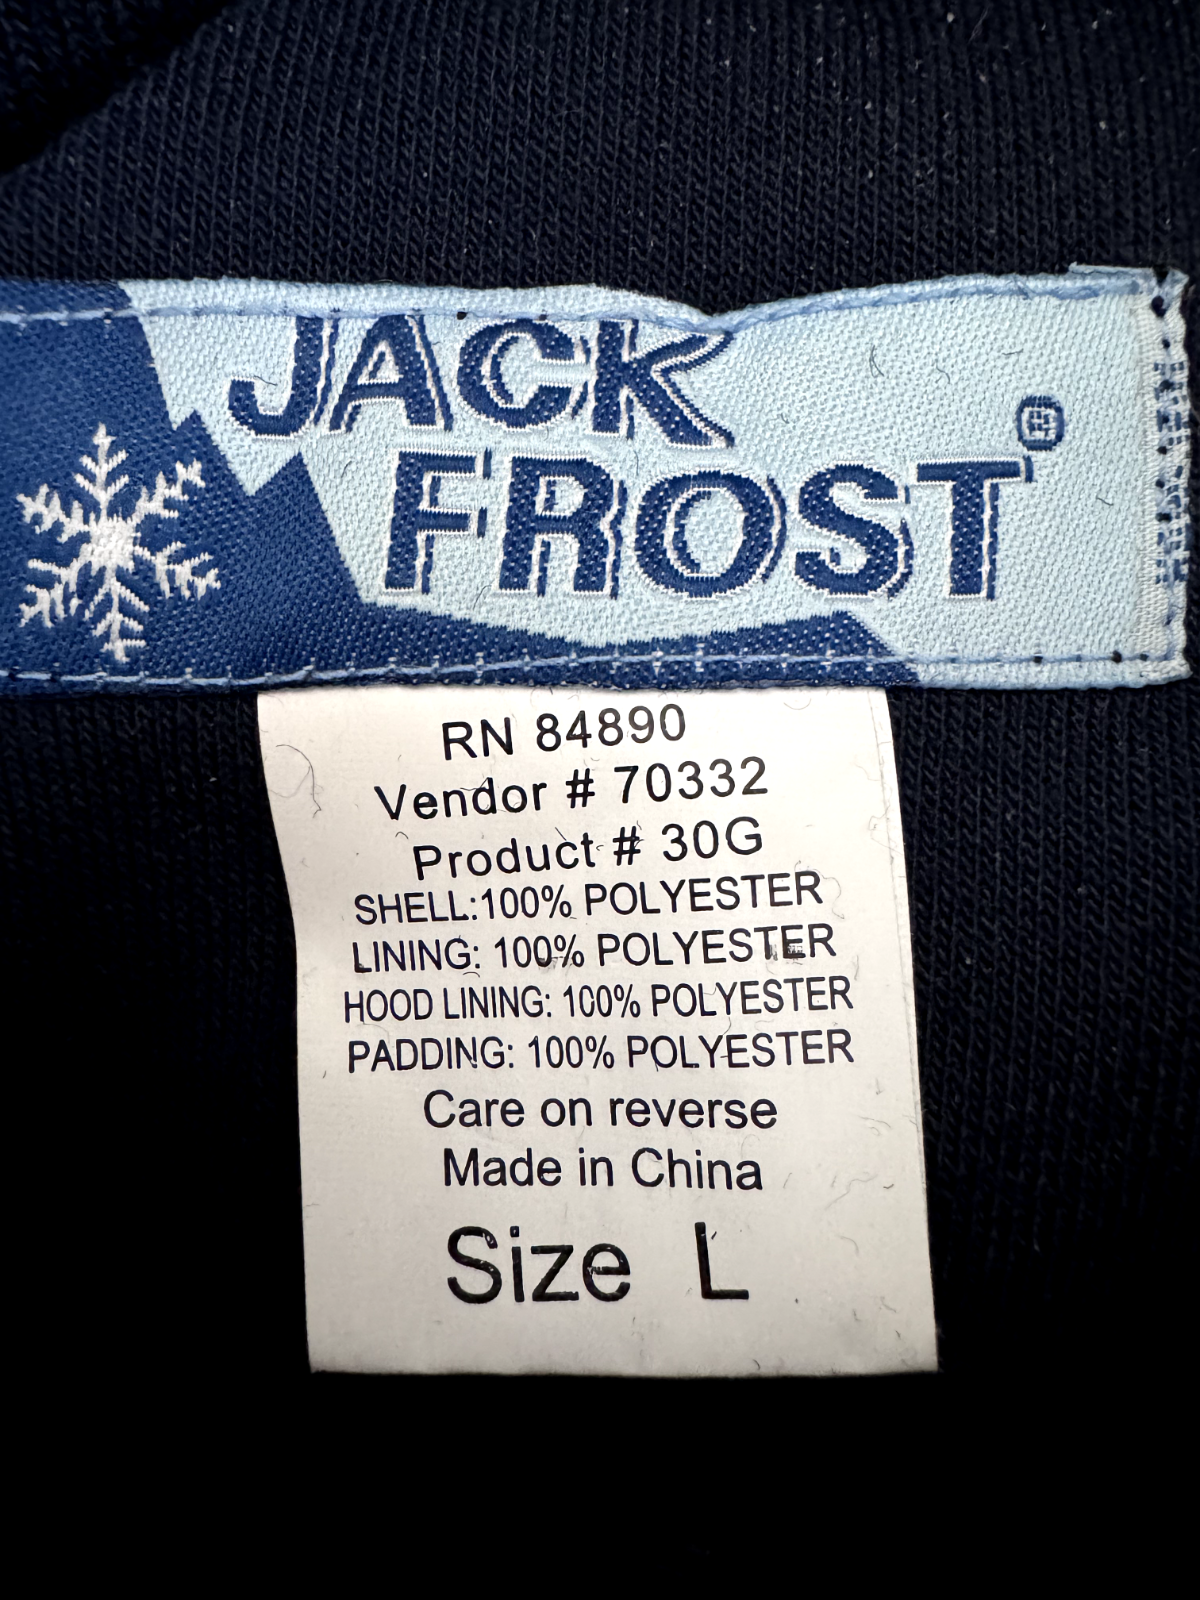 JACK
FROST®
RN 84890
Vendor # 70332
Product # 30G
SHELL:100% POLYESTER
LINING: 100% POLYESTER
HOOD LINING: 100% POLYESTER
PADDING: 100% POLYESTER
Care on reverse
Made in China
Size L